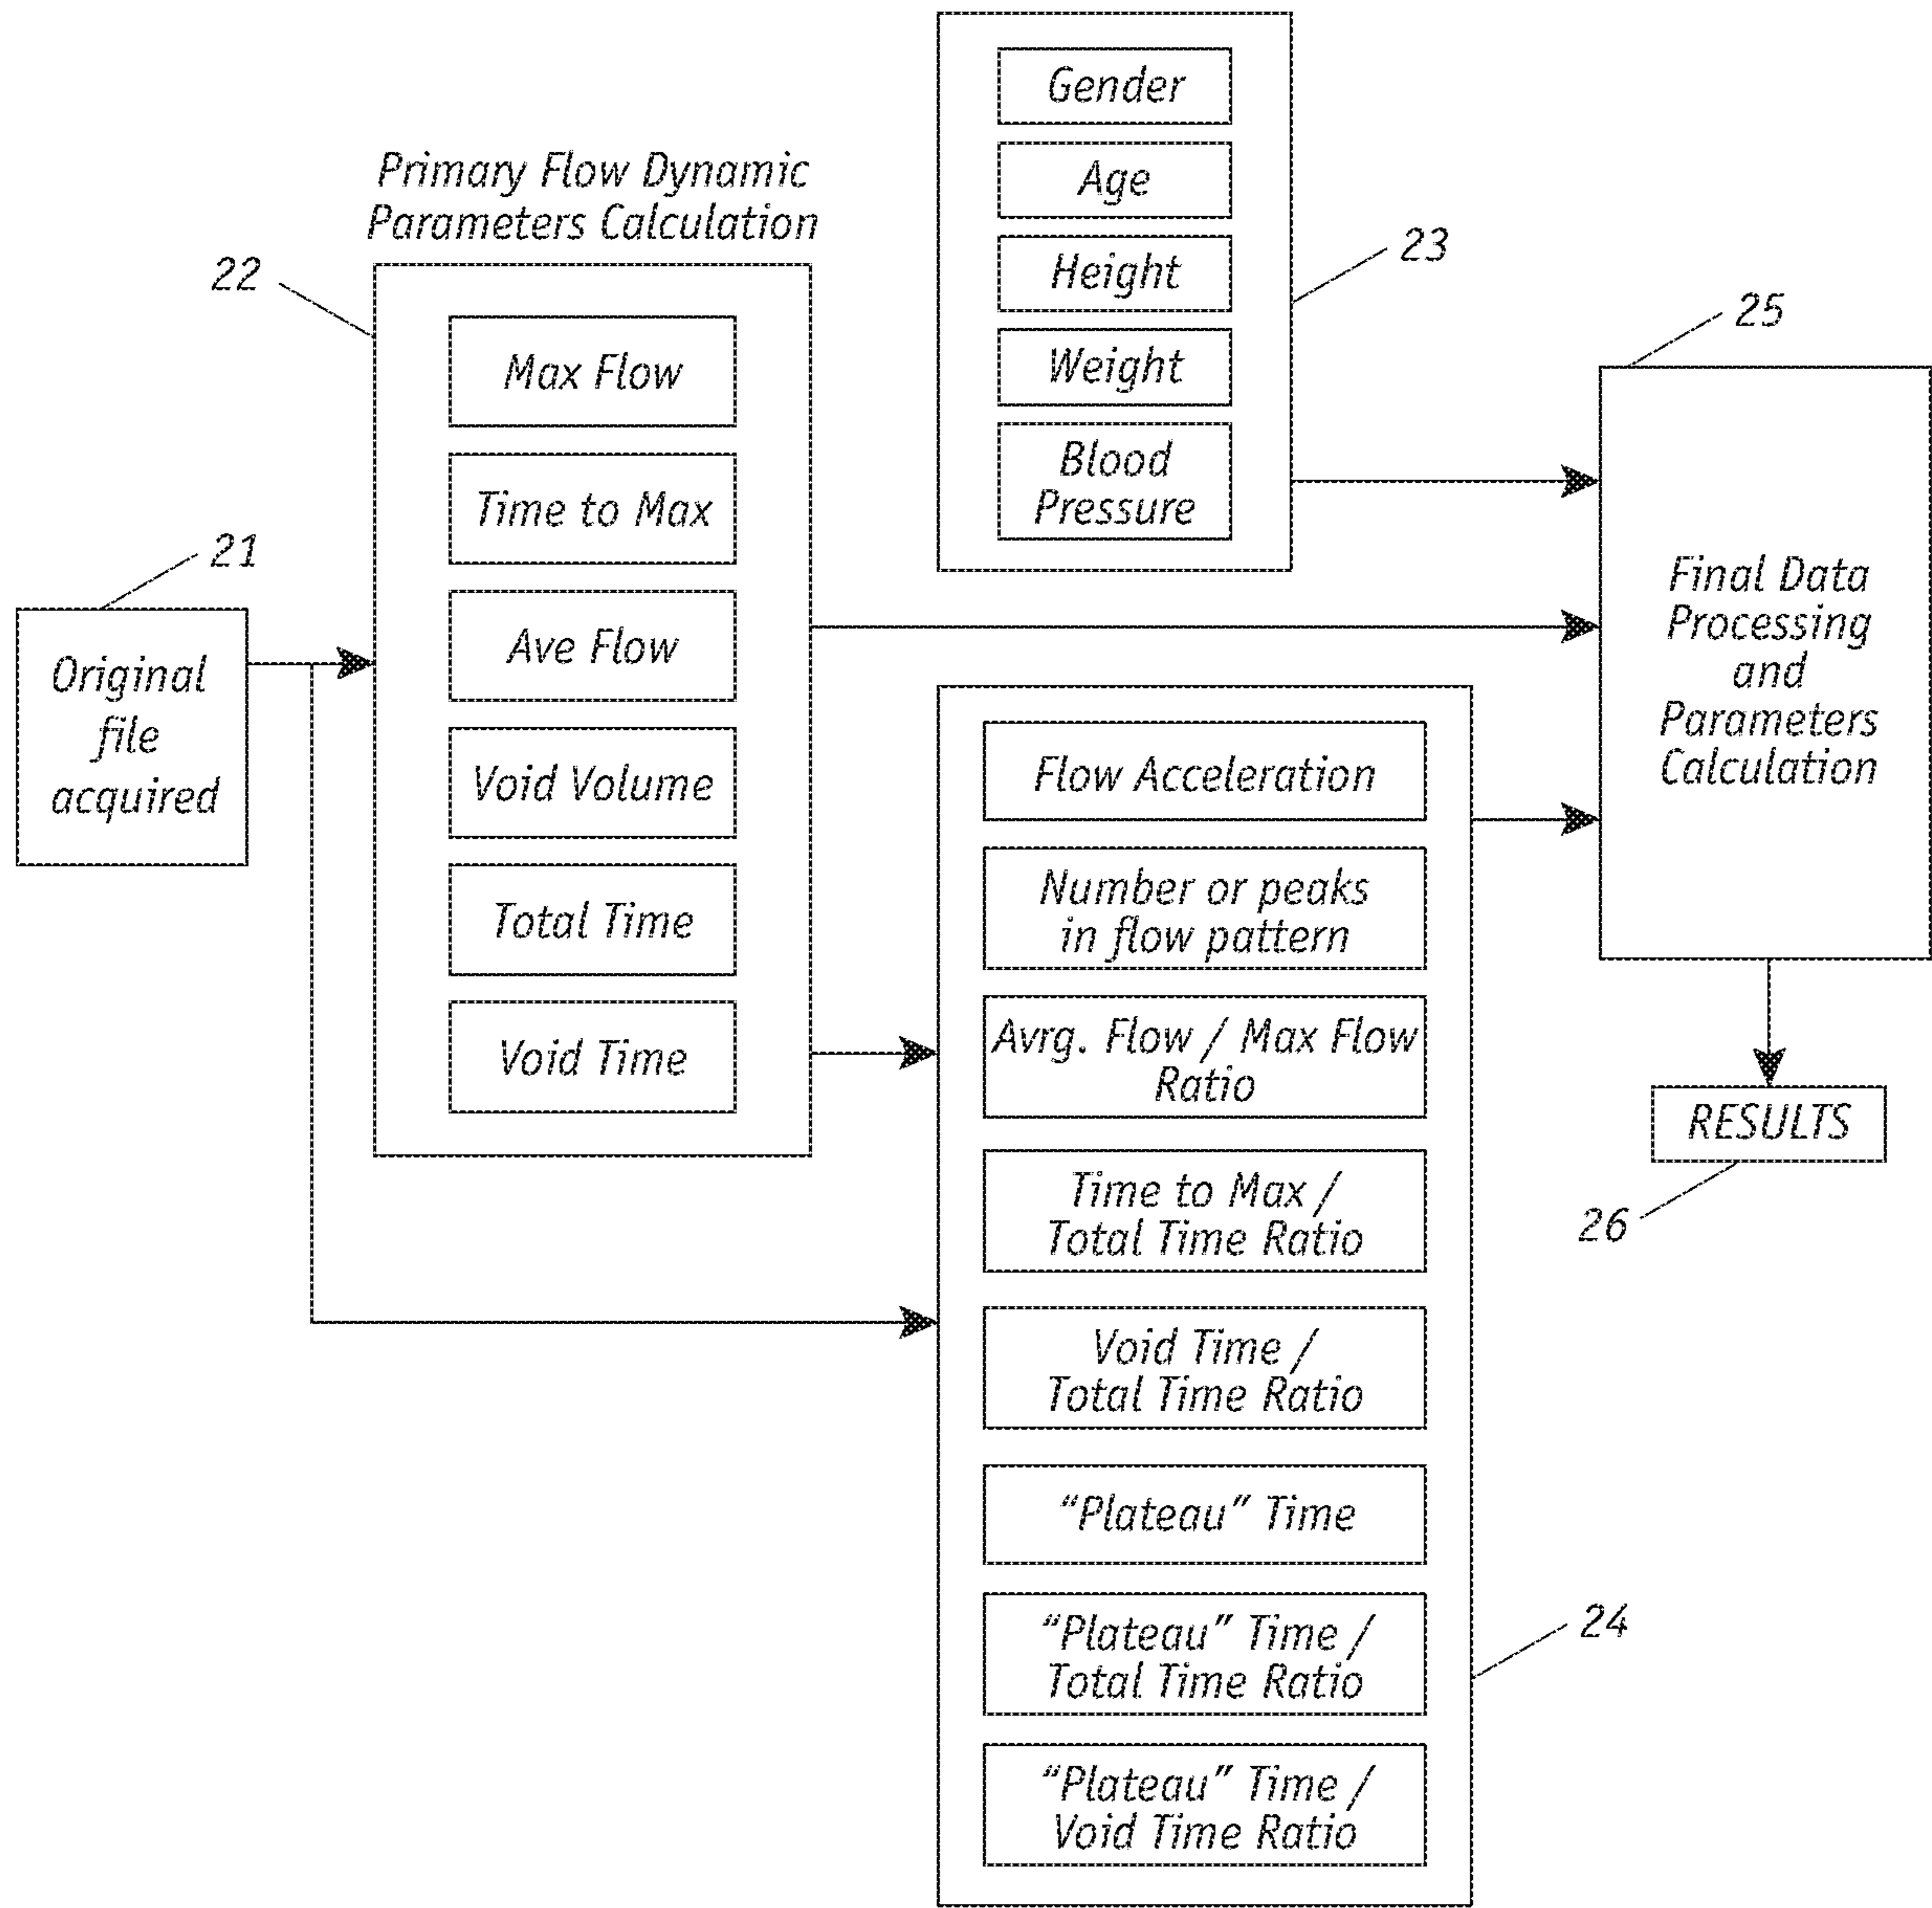 Primary Flow Dynamic
Parameters Calculation
22
Max Flow
Time to Max
Ave Flow
Void Volume
Total Time
Void Time
21
Original
file
acquired
Gender
Age
Height
Weight
Blood
Pressure
23
Flow Acceleration
Number or peaks
in flow pattern
Avrg. Flow / Max Flow
Ratio
Time to Max /
Total Time Ratio
Void Time /
Total Time Ratio
“Plateau” Time
“Plateau” Time /
Total Time Ratio
“Plateau” Time /
Void Time Ratio
24
25
Final Data
Processing
and
Parameters
Calculation
RESULTS
26